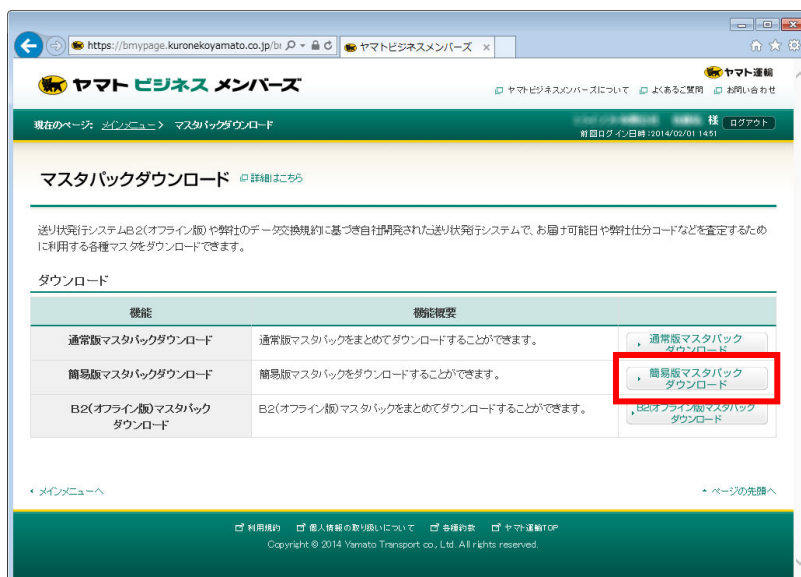 https://bmypage.kuronekoyamato.co.jp/br
ヤマトビジネスメンバーズ
ヤマト ビジネス メンバーズ
ヤマト運輸
ヤマトビジネスメンバーズについて よくあるご質問 お問い合わせ
現在のページ: メインメニュー > マスタパックダウンロード
様 ログアウト
前回ログイン日時:2014/02/01 14:51
マスタパックダウンロード 詳細はこちら
送り状発行システムB2(オフライン版)や弊社のデータ交換規約に基づき自社開発された送り状発行システムで、お届け可能日や弊社仕分コードなどを査定するため
に利用する各種マスタをダウンロードできます。
ダウンロード
機能 機能概要
通常版マスタパックダウンロード 通常版マスタパックをまとめてダウンロードすることができます。 通常版マスタパック
ダウンロード
簡易版マスタパックダウンロード 簡易版マスタパックをダウンロードすることができます。 簡易版マスタパック
ダウンロード
B2(オフライン版)マスタパック
ダウンロード
B2(オフライン版)マスタパックをまとめてダウンロードすることができます。 B2(オフライン版)マスタパック
ダウンロード
メインメニューへ ページの先頭へ
利用規約 個人情報の取り扱いについて 各種約款 ヤマト運輸TOP
Copyright © 2014 Yamato Transport co., Ltd. All rights reserved.